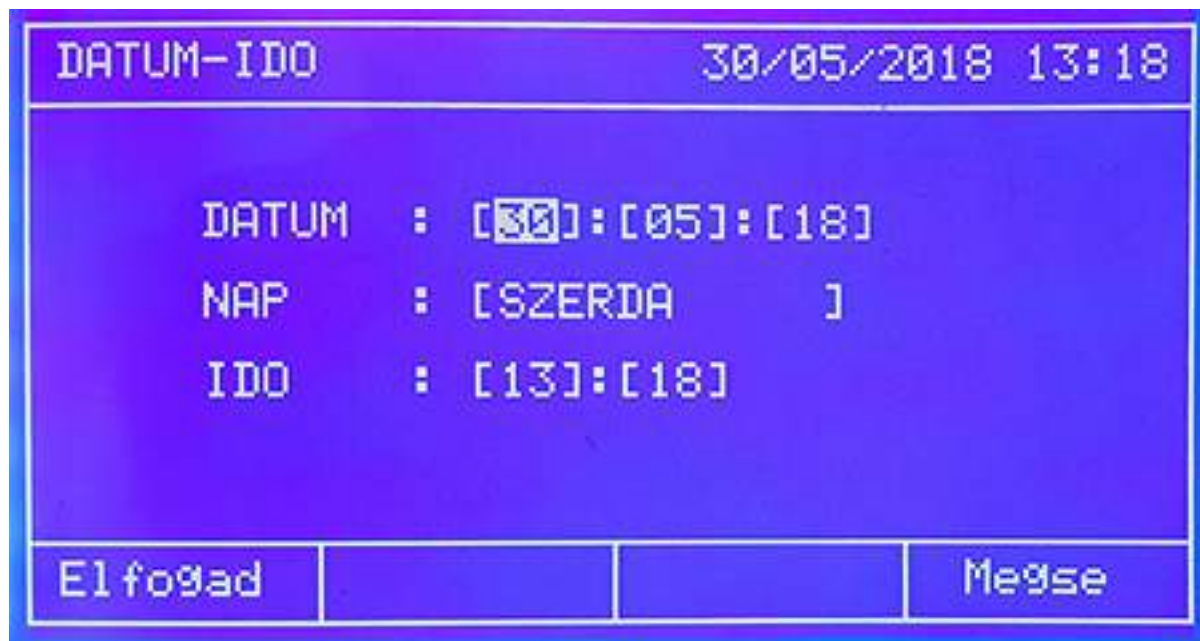 DATUM-IDO 30/05/2018 13:18
DATUM : [30]:[05]:[18]
NAP : [SZERDA ]
IDO : [13]:[18]
Elfogad Megse